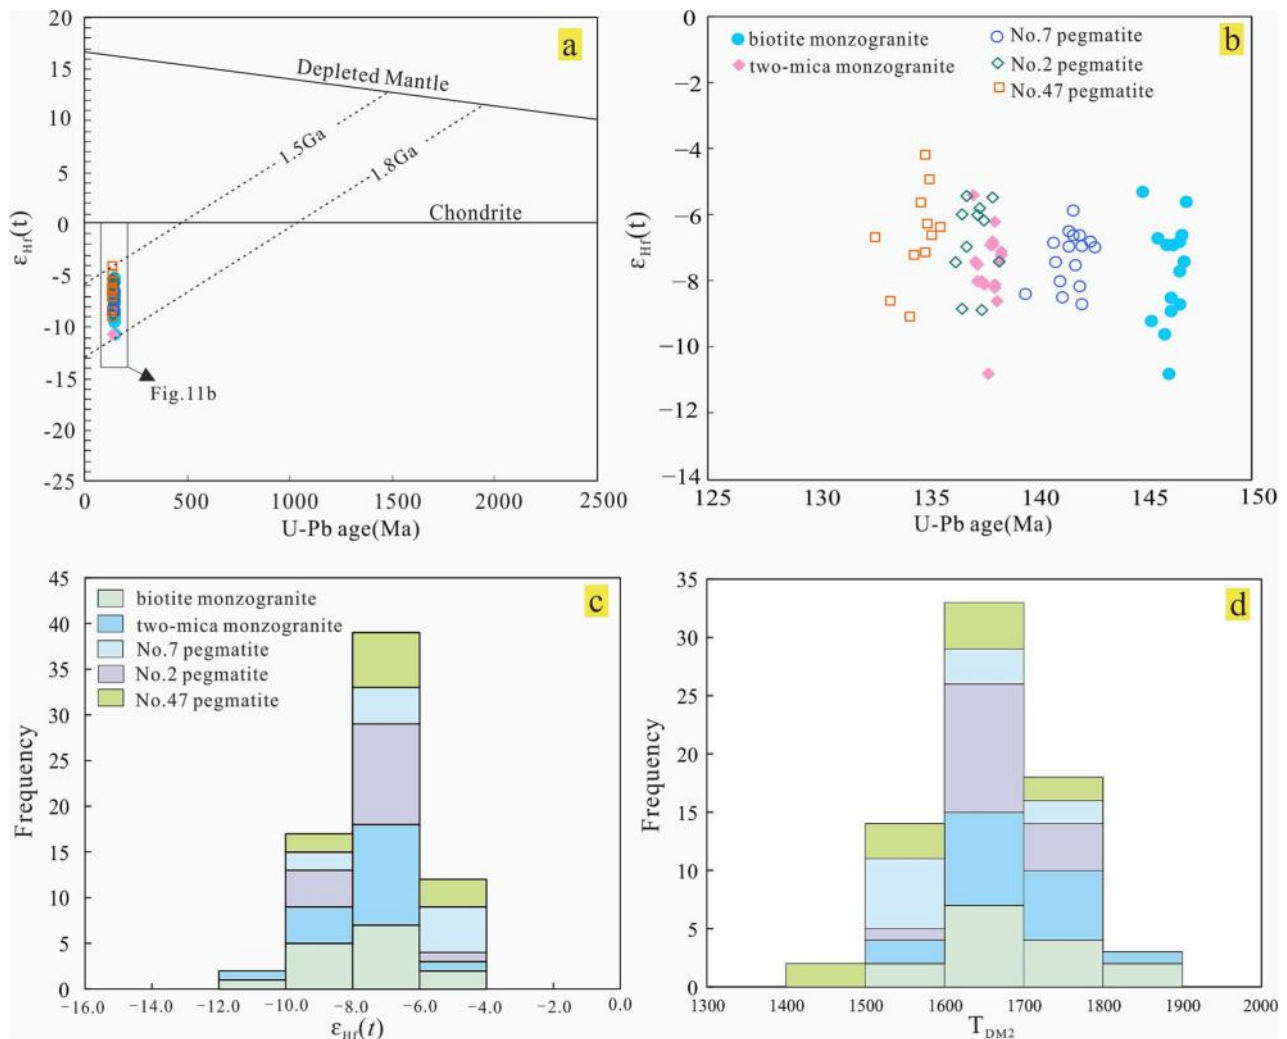 a
20
15
10
5
0
−5
−10
−15
-20
−25
ε Hf (t)
Depleted Mantle
1.5Ga
1.8Ga
Chondrite
Fig.11b
0 500 1000 1500 2000 2500
U-Pb age(Ma)
b
0
−2
−4
−6
−8
−10
−12
−14
εHf(t)
biotite monzogranite
two-mica monzogranite
No.7 pegmatite
No.2 pegmatite
No.47 pegmatite
125 130 135 140 145 150
U-Pb age(Ma)
c
45
40
35
30
25
20
15
10
5
0
Frequency
biotite monzogranite
two-mica monzogranite
No.7 pegmatite
No.2 pegmatite
No.47 pegmatite
−16.0 −14.0 −12.0 −10.0 −8.0 −6.0 −4.0 −2.0 0.0
εHf(t)
d
35
30
25
20
15
10
5
0
Frequency
1300 1400 1500 1600 1700 1800 1900 2000
TDM2